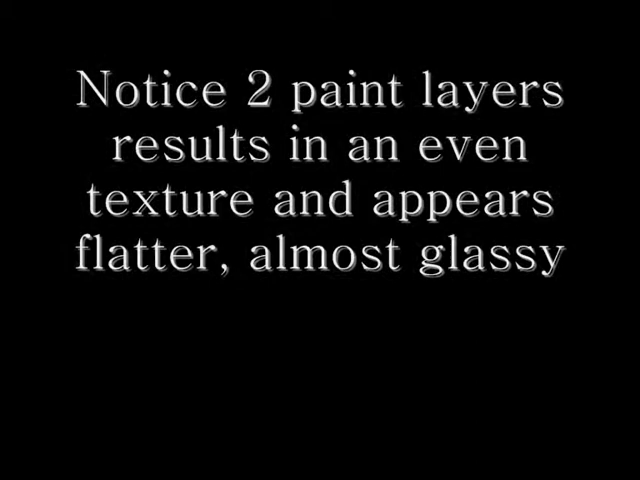 Notice 2 paint layers
results in an even
texture and appears
flatter, almost glassy